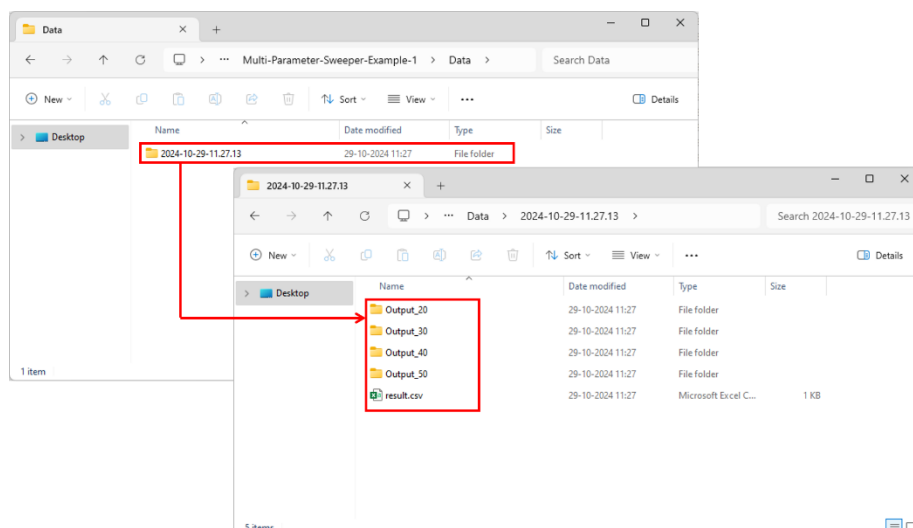 Data
Multi-Parameter-Sweeper-Example-1 > Data >
Search Data
New
Sort
View
Details
Desktop
Name Date modified Type Size
2024-10-29-11.27.13 29-10-2024 11:27 File folder
1 item
2024-10-29-11.27.13
Data > 2024-10-29-11.27.13 >
Search 2024-10-29-11.27.13
New
Sort
View
Details
Desktop
Name Date modified Type Size
Output_20 29-10-2024 11:27 File folder
Output_30 29-10-2024 11:27 File folder
Output_40 29-10-2024 11:27 File folder
Output_50 29-10-2024 11:27 File folder
result.csv 29-10-2024 11:27 Microsoft Excel C... 1 KB
5 items